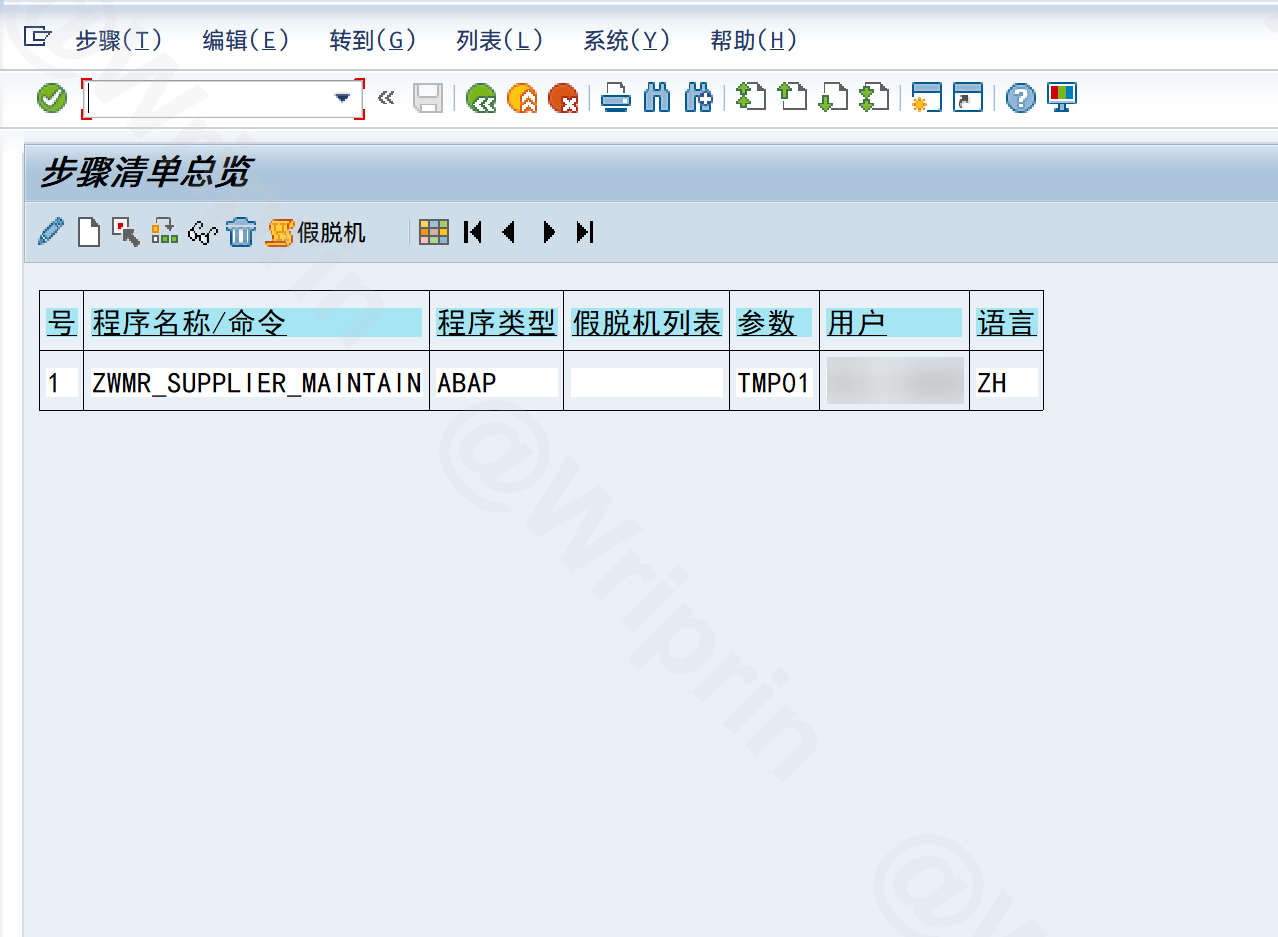 步骤(T) 编辑(E) 转到(G) 列表(L) 系统(Y) 帮助(H)
步骤清单总览
假脱机
号 程序名称/命令 程序类型 假脱机列表 参数 用户 语言
1 ZWMR_SUPPLIER_MAINTAIN ABAP TMP01 ZH
@Wriprin